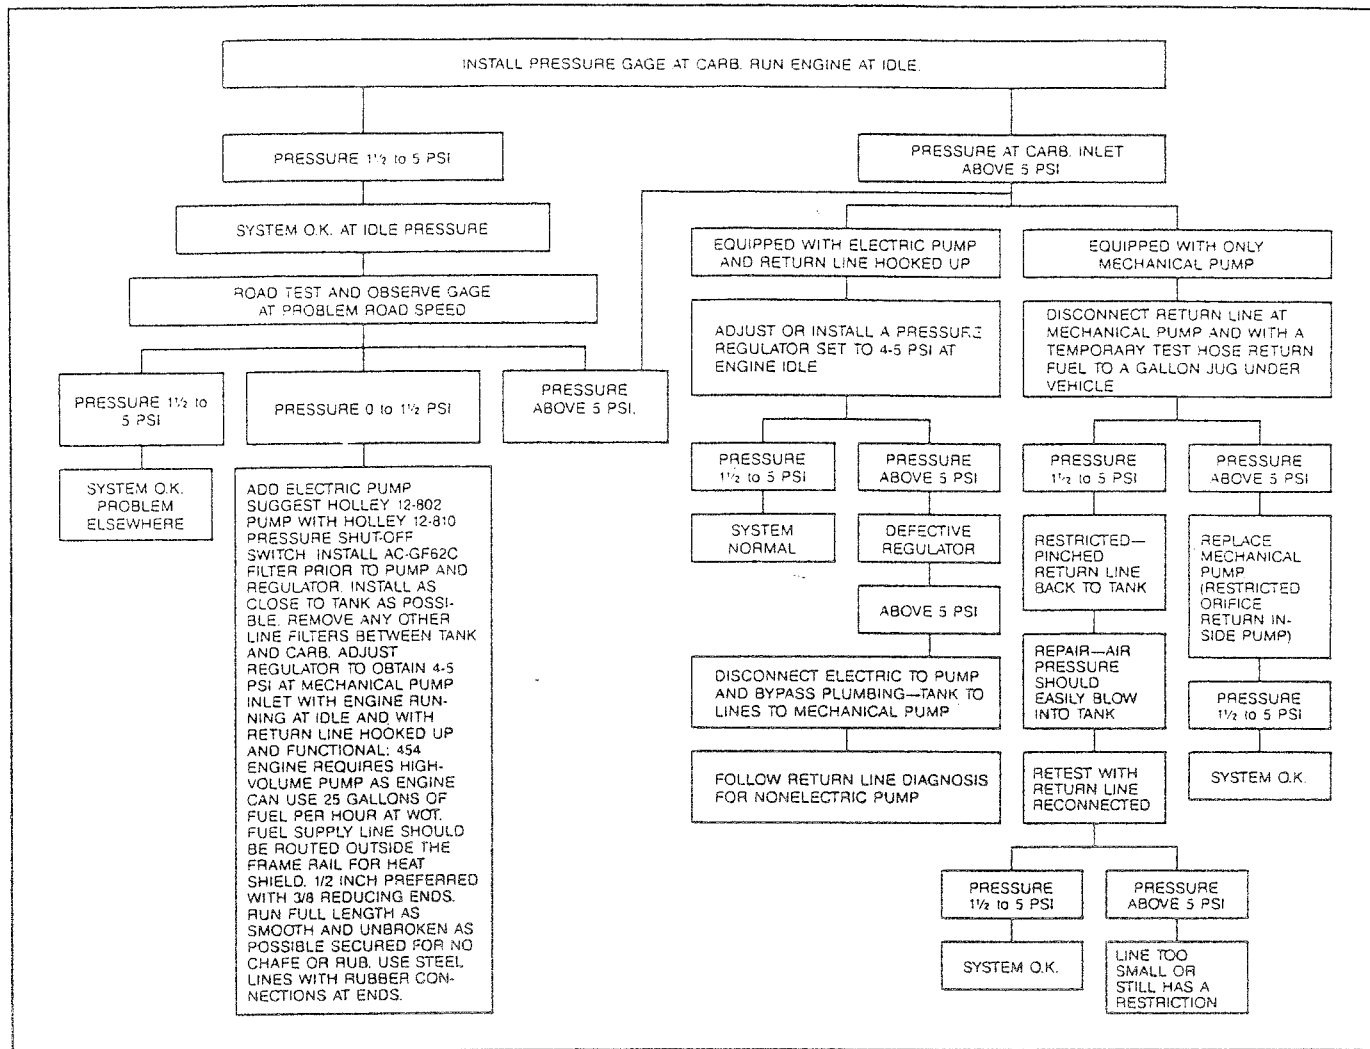 INSTALL PRESSURE GAGE AT CARB. RUN ENGINE AT IDLE.
PRESSURE 1½ to 5 PSI
SYSTEM O.K. AT IDLE PRESSURE
ROAD TEST AND OBSERVE GAGE
AT PROBLEM ROAD SPEED
PRESSURE 1½ to
5 PSI
SYSTEM O.K.
PROBLEM
ELSEWHERE
PRESSURE 0 to 1½ PSI
ADD ELECTRIC PUMP
SUGGEST HOLLEY 12-802
PUMP WITH HOLLEY 12-810
PRESSURE SHUT-OFF
SWITCH. INSTALL AC-GF62C
FILTER PRIOR TO PUMP AND
REGULATOR. INSTALL AS
CLOSE TO TANK AS POSSI-
BLE. REMOVE ANY OTHER
LINE FILTERS BETWEEN TANK
AND CARB. ADJUST
REGULATOR TO OBTAIN 4-5
PSI AT MECHANICAL PUMP
INLET WITH ENGINE RUN-
NING AT IDLE AND WITH
RETURN LINE HOOKED UP
AND FUNCTIONAL; 454
ENGINE REQUIRES HIGH-
VOLUME PUMP AS ENGINE
CAN USE 25 GALLONS OF
FUEL PER HOUR AT WOT.
FUEL SUPPLY LINE SHOULD
BE ROUTED OUTSIDE THE
FRAME RAIL FOR HEAT
SHIELD. 1/2 INCH PREFERRED
WITH 3/8 REDUCING ENDS.
RUN FULL LENGTH AS
SMOOTH AND UNBROKEN AS
POSSIBLE SECURED FOR NO
CHAFE OR RUB. USE STEEL
LINES WITH RUBBER CON-
NECTIONS AT ENDS.
PRESSURE
ABOVE 5 PSI.
PRESSURE AT CARB. INLET
ABOVE 5 PSI
EQUIPPED WITH ELECTRIC PUMP
AND RETURN LINE HOOKED UP
ADJUST OR INSTALL A PRESSURE
REGULATOR SET TO 4-5 PSI AT
ENGINE IDLE
PRESSURE
1½ to 5 PSI
SYSTEM
NORMAL
PRESSURE
ABOVE 5 PSI
DEFECTIVE
REGULATOR
ABOVE 5 PSI
DISCONNECT ELECTRIC TO PUMP
AND BYPASS PLUMBING—TANK TO
LINES TO MECHANICAL PUMP
FOLLOW RETURN LINE DIAGNOSIS
FOR NONELECTRIC PUMP
EQUIPPED WITH ONLY
MECHANICAL PUMP
DISCONNECT RETURN LINE AT
MECHANICAL PUMP AND WITH A
TEMPORARY TEST HOSE RETURN
FUEL TO A GALLON JUG UNDER
VEHICLE
PRESSURE
1½ to 5 PSI
RESTRICTED—
PINCHED
RETURN LINE
BACK TO TANK
REPAIR—AIR
PRESSURE
SHOULD
EASILY BLOW
INTO TANK
RETEST WITH
RETURN LINE
RECONNECTED
PRESSURE
1½ to 5 PSI
SYSTEM O.K.
PRESSURE
ABOVE 5 PSI
LINE TOO
SMALL OR
STILL HAS A
RESTRICTION
PRESSURE
ABOVE 5 PSI
REPLACE
MECHANICAL
PUMP
(RESTRICTED
ORIFICE
RETURN IN-
SIDE PUMP)
PRESSURE
1½ to 5 PSI
SYSTEM O.K.